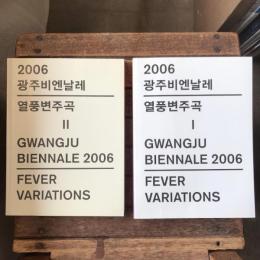 2006
광주비엔날레
열풍변주곡
II
GWANGJU
BIENNALE 2006
FEVER
VARIATIONS
2006
광주비엔날레
열풍변주곡
I
GWANGJU
BIENNALE 2006
FEVER
VARIATIONS